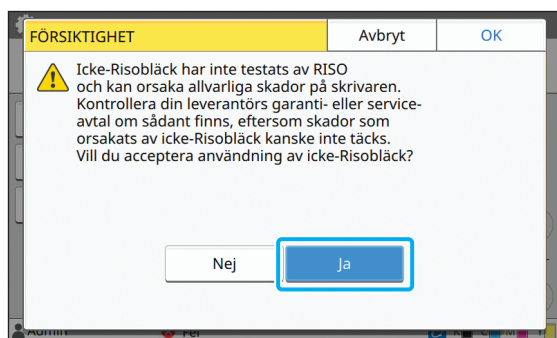 FÖRSIKTIGHET
Avbryt
OK
Icke-Risobläck har inte testats av RISO
och kan orsaka allvarliga skador på skrivaren.
Kontrollera din leverantörs garanti- eller service-
avtal om sådant finns, eftersom skador som
orsakats av icke-Risobläck kanske inte täcks.
Vill du acceptera användning av icke-Risobläck?
Nej
Ja
Admin
Fel
K C M Y